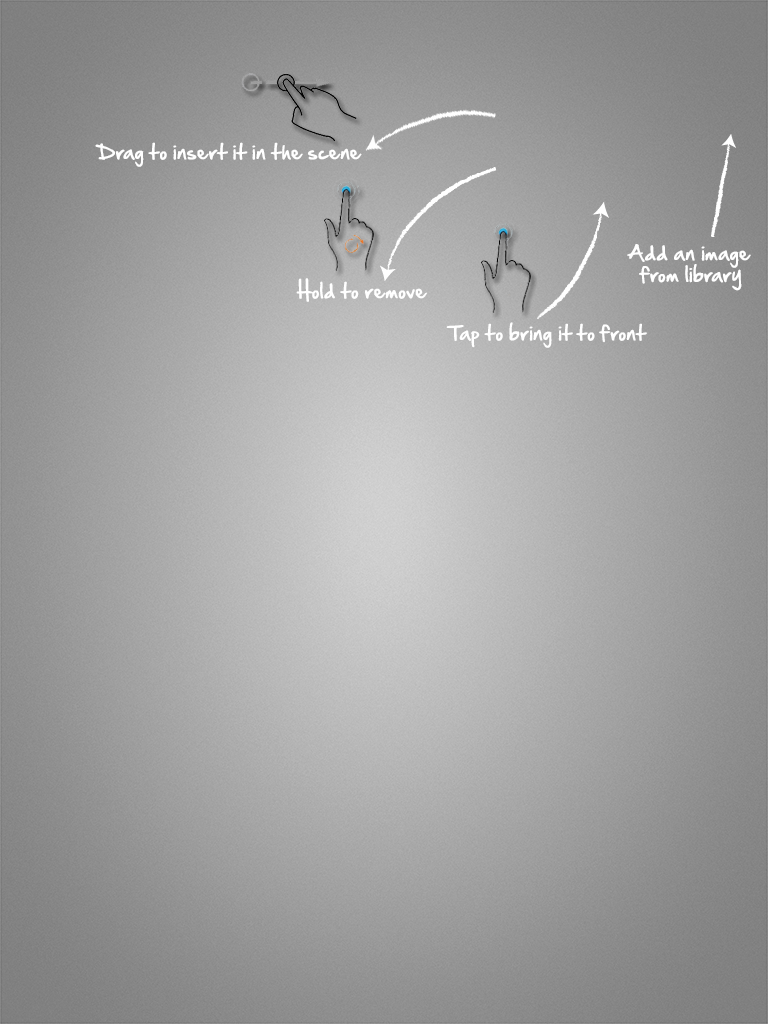 Drag to insert it in the scene
Hold to remove
Tap to bring it to front
Add an image
from library